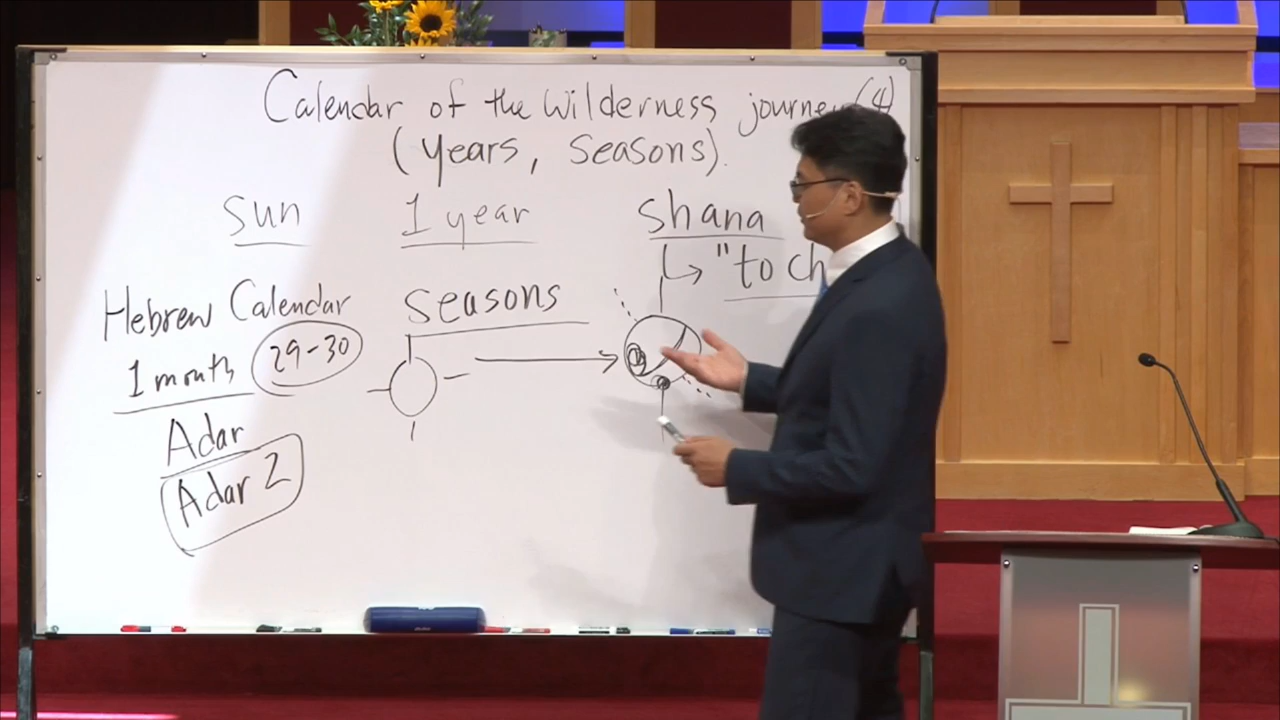 Calendar of the Wilderness journey (4)
(years, seasons).
sun 1 year shana
"to ch
Hebrew Calendar seasons
1 month 29-30
Adar
Adar 2